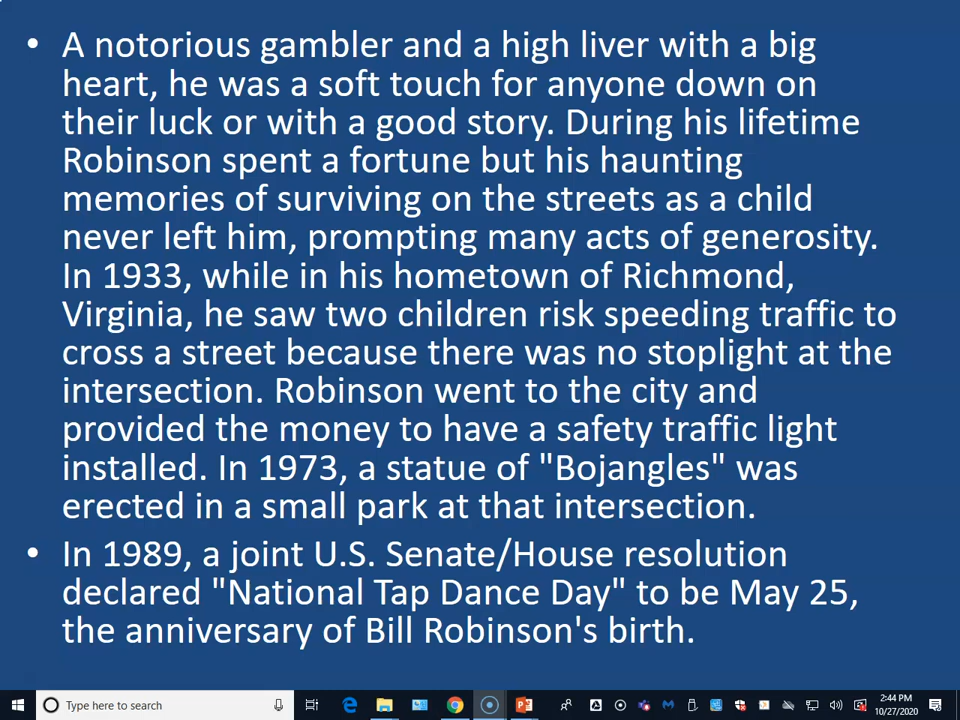 • A notorious gambler and a high liver with a big
heart, he was a soft touch for anyone down on
their luck or with a good story. During his lifetime
Robinson spent a fortune but his haunting
memories of surviving on the streets as a child
never left him, prompting many acts of generosity.
In 1933, while in his hometown of Richmond,
Virginia, he saw two children risk speeding traffic to
cross a street because there was no stoplight at the
intersection. Robinson went to the city and
provided the money to have a safety traffic light
installed. In 1973, a statue of "Bojangles" was
erected in a small park at that intersection.
• In 1989, a joint U.S. Senate/House resolution
declared "National Tap Dance Day" to be May 25,
the anniversary of Bill Robinson's birth.
Type here to search
2:44 PM
10/27/2020